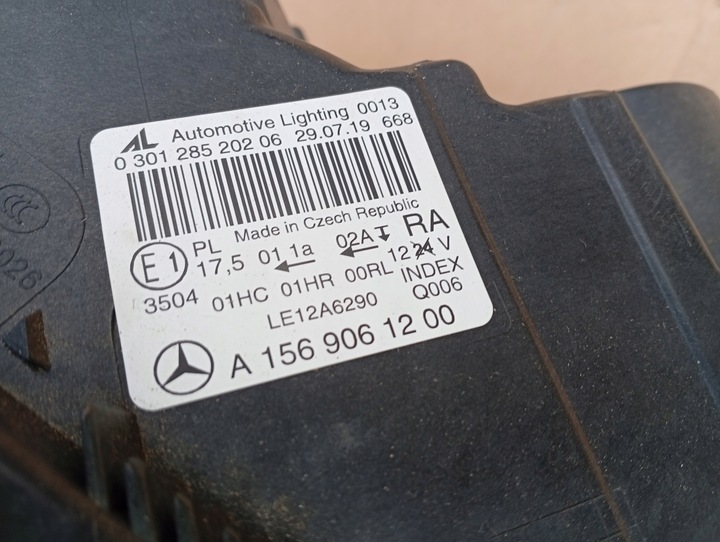 AL Automotive Lighting 0013
0 301 285 202 06 29.07.19 668
Made in Czech Republic
E1 PL 17,5 01 1a 02A RA
12 24 V
3504 01HC 01HR 00RL INDEX
LE12A6290 Q006
A 156 906 12 00
CCC